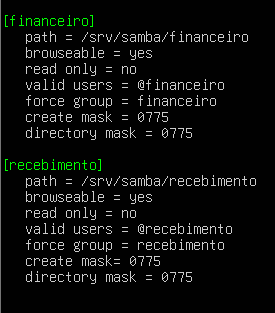 [financeiro]
path = /srv/samba/financeiro
browseable = yes
read only = no
valid users = @financeiro
force group = financeiro
create mask = 0775
directory mask = 0775
[recebimento]
path = /srv/samba/recebimento
browseable = yes
read only = no
valid users = @recebimento
force group = recebimento
create mask= 0775
directory mask = 0775